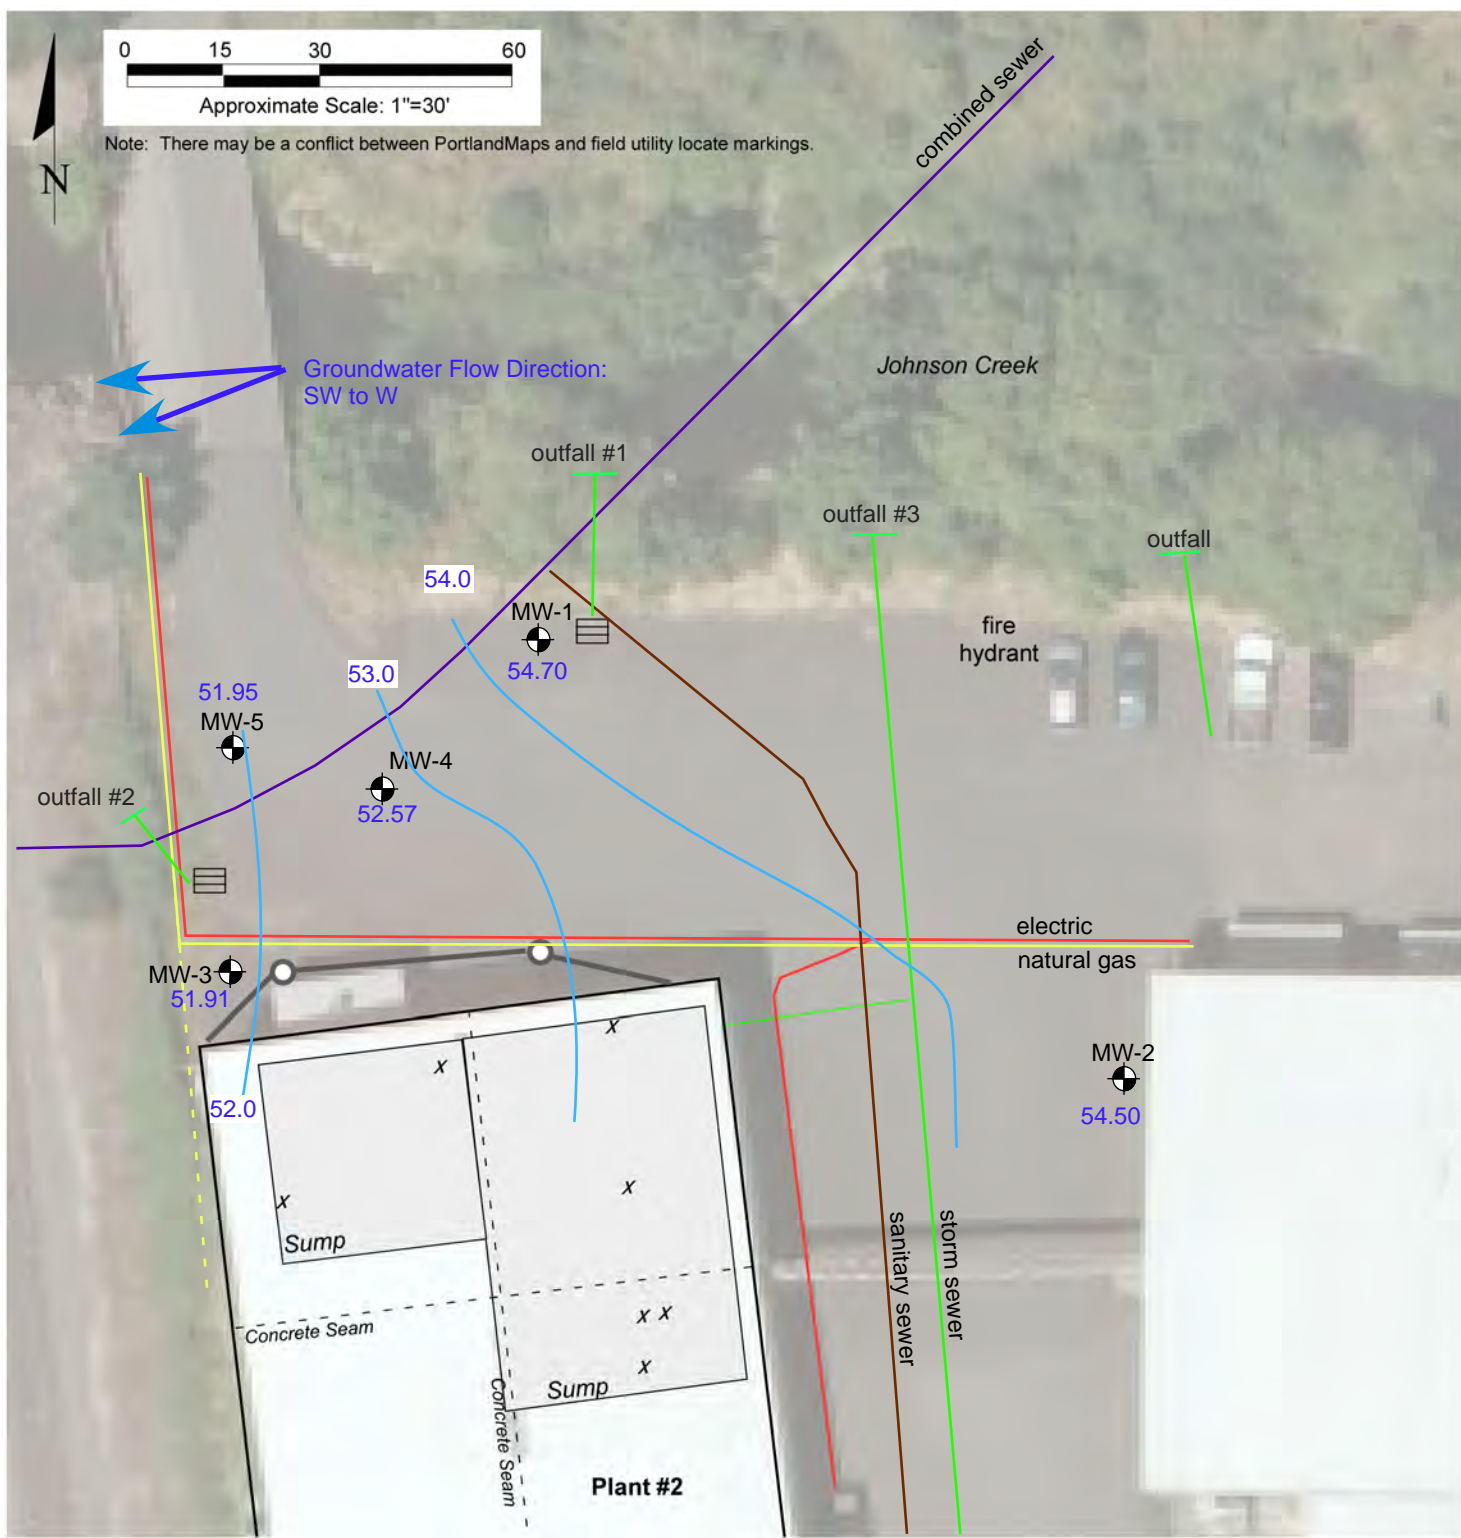 0 15 30 60
Approximate Scale: 1"=30'
Note: There may be a conflict between PortlandMaps and field utility locate markings.
N
combined sewer
Groundwater Flow Direction:
SW to W
Johnson Creek
outfall #1
outfall #3
outfall
54.0
MW-1
54.70
fire
hydrant
53.0
51.95
MW-5
MW-4
52.57
outfall #2
electric
natural gas
MW-3
51.91
MW-2
54.50
52.0
X
X
X
X
X X
X
Sump
Concrete Seam
Sump
Concrete Seam
sanitary sewer
storm sewer
Plant #2